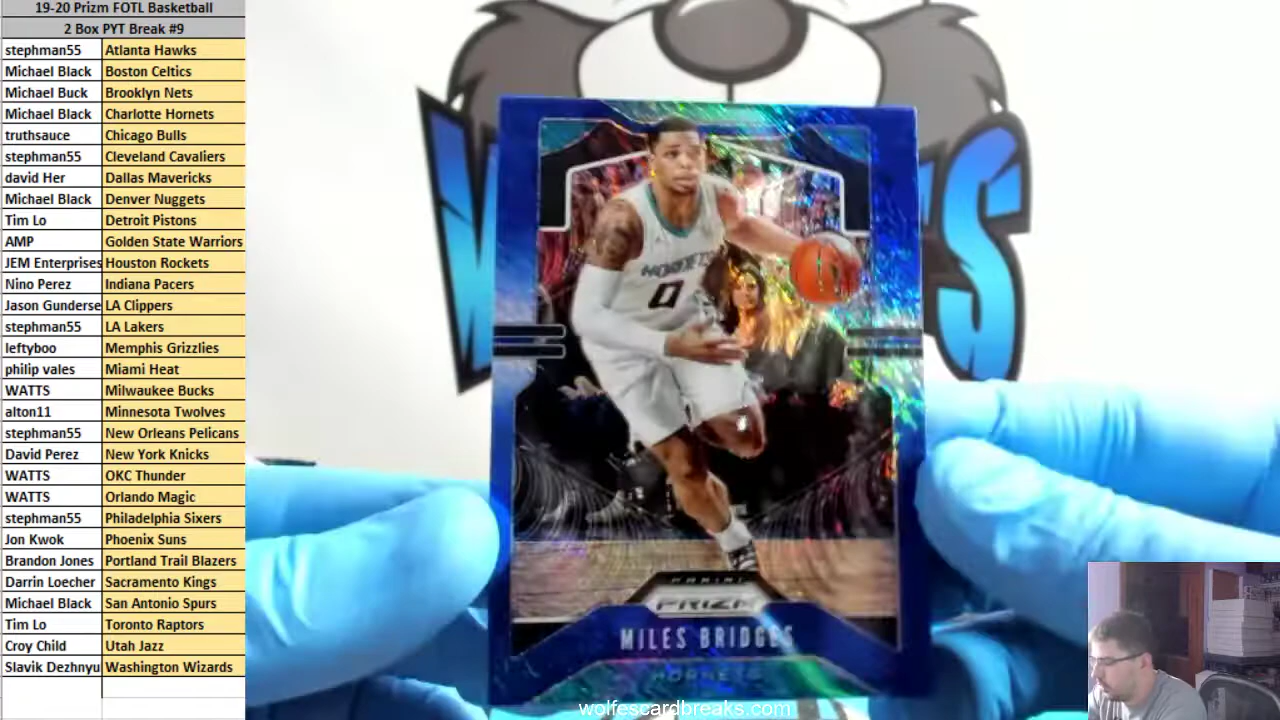 19-20 Prizm FOTL Basketball
2 Box PYT Break #9
stephman55 Atlanta Hawks
Michael Black Boston Celtics
Michael Buck Brooklyn Nets
Michael Black Charlotte Hornets
truthsauce Chicago Bulls
stephman55 Cleveland Cavaliers
david Her Dallas Mavericks
Michael Black Denver Nuggets
Tim Lo Detroit Pistons
AMP Golden State Warriors
JEM Enterprises Houston Rockets
Nino Perez Indiana Pacers
Jason Gunderse LA Clippers
stephman55 LA Lakers
leftyboo Memphis Grizzlies
philip vales Miami Heat
WATTS Milwaukee Bucks
alton11 Minnesota Twolves
stephman55 New Orleans Pelicans
David Perez New York Knicks
WATTS OKC Thunder
WATTS Orlando Magic
stephman55 Philadelphia Sixers
Jon Kwok Phoenix Suns
Brandon Jones Portland Trail Blazers
Darrin Loecher Sacramento Kings
Michael Black San Antonio Spurs
Tim Lo Toronto Raptors
Croy Child Utah Jazz
Slavik Dezhnyu Washington Wizards
HORNETS
0
PANINI
PRIZM
MILES BRIDGES
HORNETS
wolfescardbreaks.com